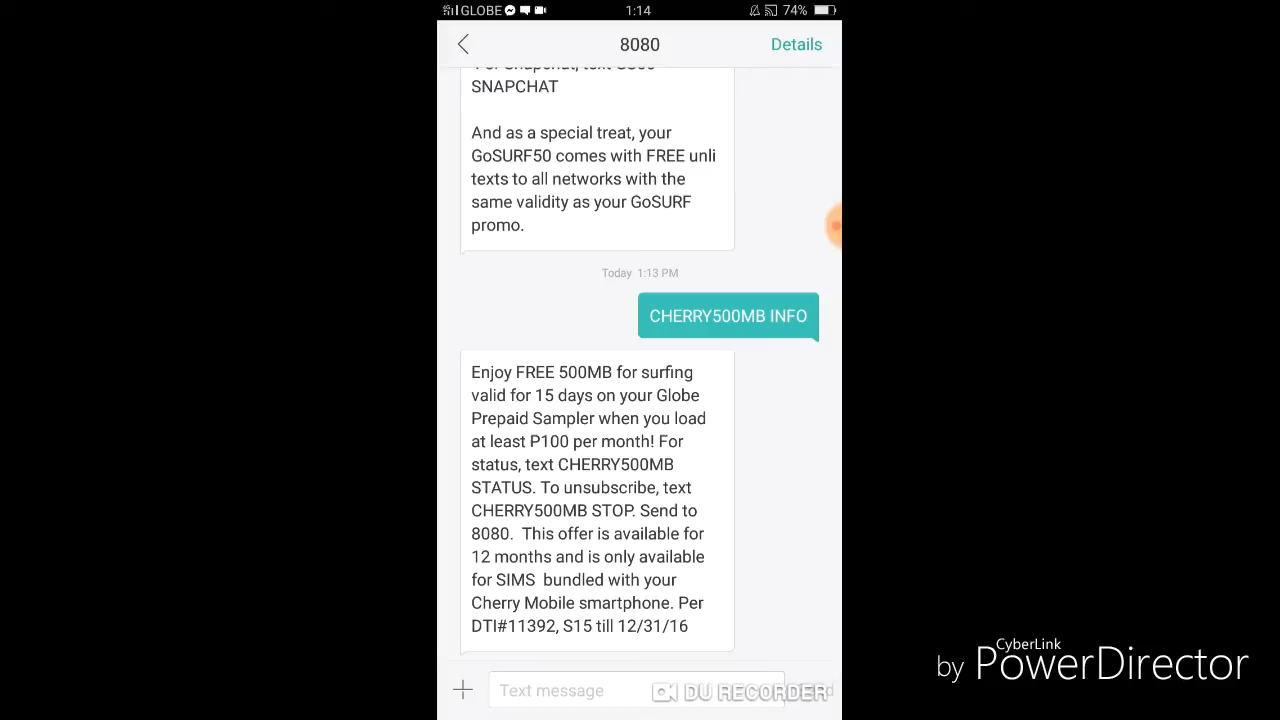 GLOBE 1:14 74%
8080 Details
SNAPCHAT
And as a special treat, your
GoSURF50 comes with FREE unli
texts to all networks with the
same validity as your GoSURF
promo.
Today 1:13 PM
CHERRY500MB INFO
Enjoy FREE 500MB for surfing
valid for 15 days on your Globe
Prepaid Sampler when you load
at least P100 per month! For
status, text CHERRY500MB
STATUS. To unsubscribe, text
CHERRY500MB STOP. Send to
8080.  This offer is available for
12 months and is only available
for SIMS  bundled with your
Cherry Mobile smartphone. Per
DTI#11392, S15 till 12/31/16
Text message
DU RECORDER
CyberLink
by PowerDirector